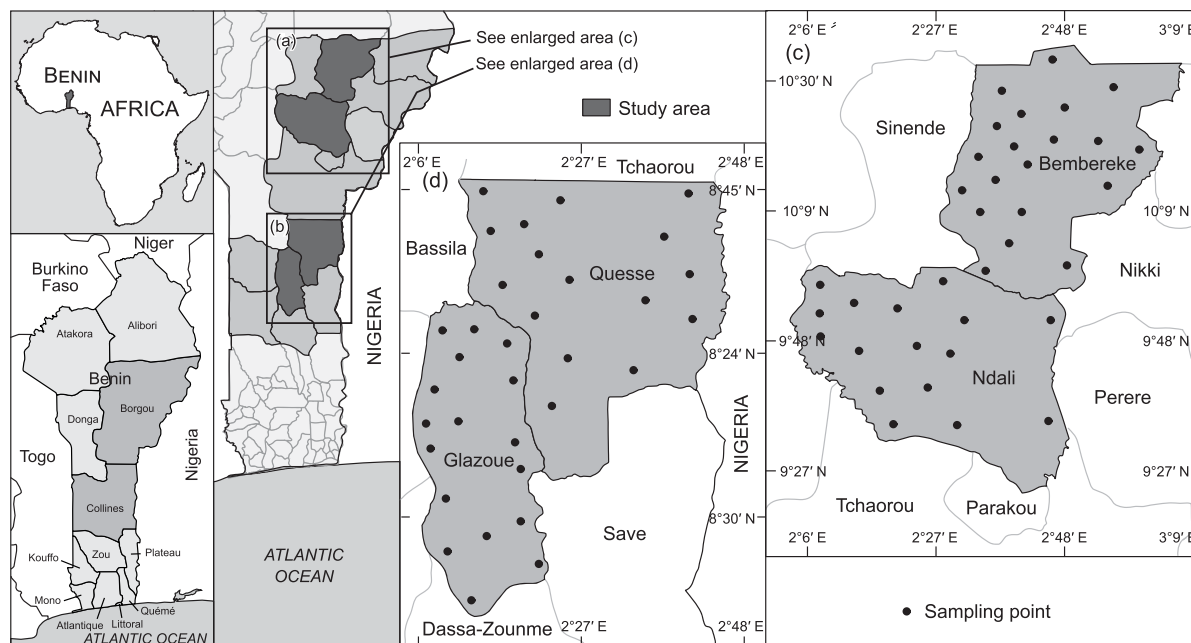 BENIN
AFRICA
Niger
Burkino
Faso
Atakora
Alibori
Benin
Borgou
Donga
Togo
Nigeria
Collines
Zou
Plateau
Kouffo
Mono
Quémé
Atlantique
Littoral
ATLANTIC OCEAN
(a)
See enlarged area (c)
See enlarged area (d)
Study area
(b)
NIGERIA
ATLANTIC
OCEAN
2°6′ E
2°27′ E
2°48′ E
(d)
Tchaorou
8°45′ N
Bassila
Quesse
8°24′ N
Glazoue
NIGERIA
8°30′ N
Save
Dassa-Zounme
2°27′ E
2°48′ E
2°6′ E
2°27′ E
2°48′ E
3°9′ E
(c)
10°30′ N
Sinende
Bembereke
10°9′ N
10°9′ N
Nikki
9°48′ N
9°48′ N
Ndali
Perere
9°27′ N
9°27′ N
Tchaorou
Parakou
2°6′ E
2°27′ E
2°48′ E
3°9′ E
Sampling point